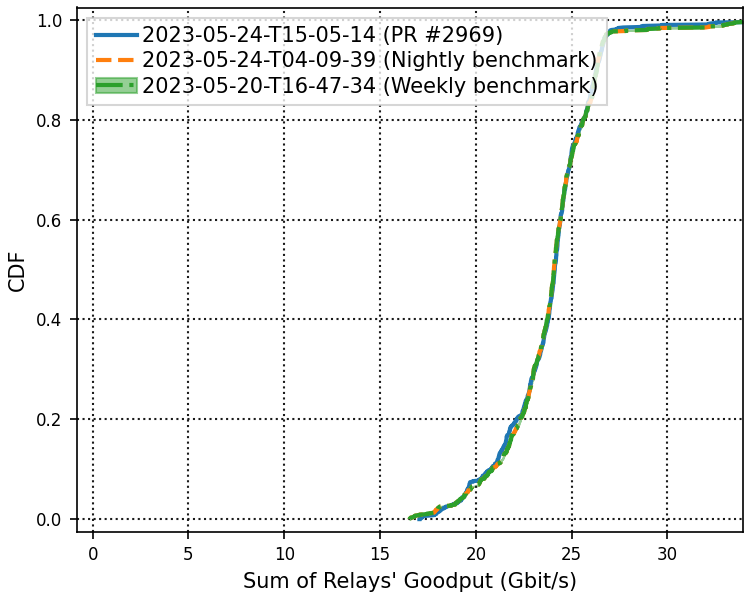 2023-05-24-T15-05-14 (PR #2969)
2023-05-24-T04-09-39 (Nightly benchmark)
2023-05-20-T16-47-34 (Weekly benchmark)
1.0
0.8
0.6
0.4
0.2
0.0
CDF
0 5 10 15 20 25 30
Sum of Relays' Goodput (Gbit/s)